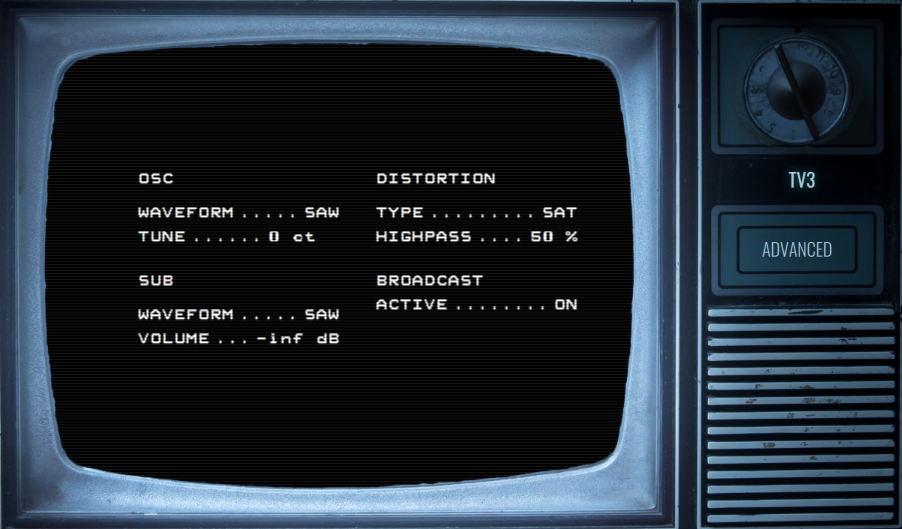 OSC
WAVEFORM ..... SAW
TUNE ...... 0 ct
SUB
WAVEFORM ..... SAW
VOLUME ... -inf dB
DISTORTION
TYPE ......... SAT
HIGHPASS .... 50 %
BROADCAST
ACTIVE ........ ON
TV3
ADVANCED